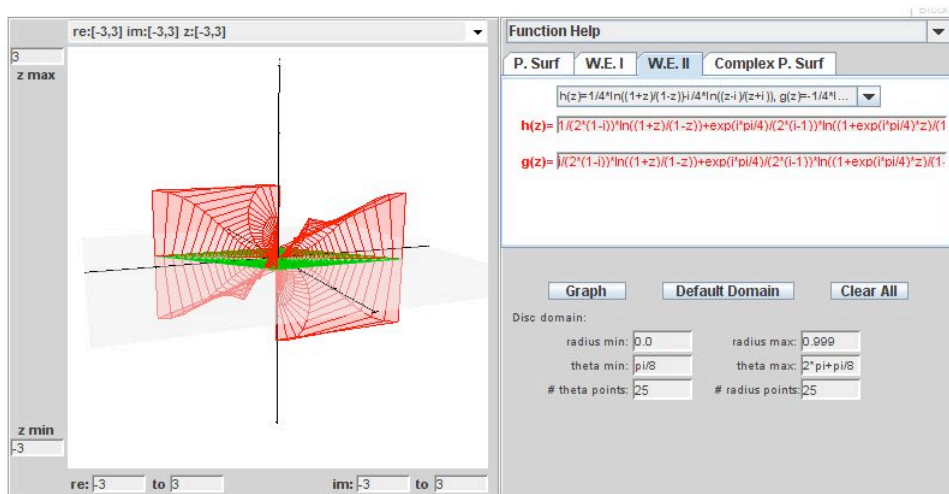 re:[-3,3] im:[-3,3] z:[-3,3]
3
z max
z min
-3
re: -3 to 3 im: -3 to 3
Function Help
P. Surf W.E. I W.E. II Complex P. Surf
h(z)=1/4*ln((1+z)/(1-z))-i/4*ln((z-i)/(z+i)), g(z)=-1/4*l...
h(z)= 1/(2*(1-i))*ln((1+z)/(1-z))+exp(i*pi/4)/(2*(i-1))*ln((1+exp(i*pi/4)*z)/(1
g(z)= i/(2*(1-i))*ln((1+z)/(1-z))+exp(i*pi/4)/(2*(i-1))*ln((1+exp(i*pi/4)*z)/(1-
Graph Default Domain Clear All
Disc domain:
radius min: 0.0 radius max: 0.999
theta min: pi/8 theta max: 2*pi+pi/8
# theta points: 25 # radius points: 25